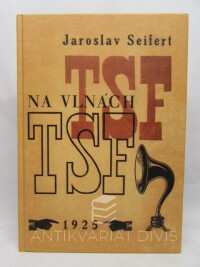 Jaroslav Seifert
TSF
NA VLNÁCH
TSF
1925
ANTIKVARIÁT DIVIŠ